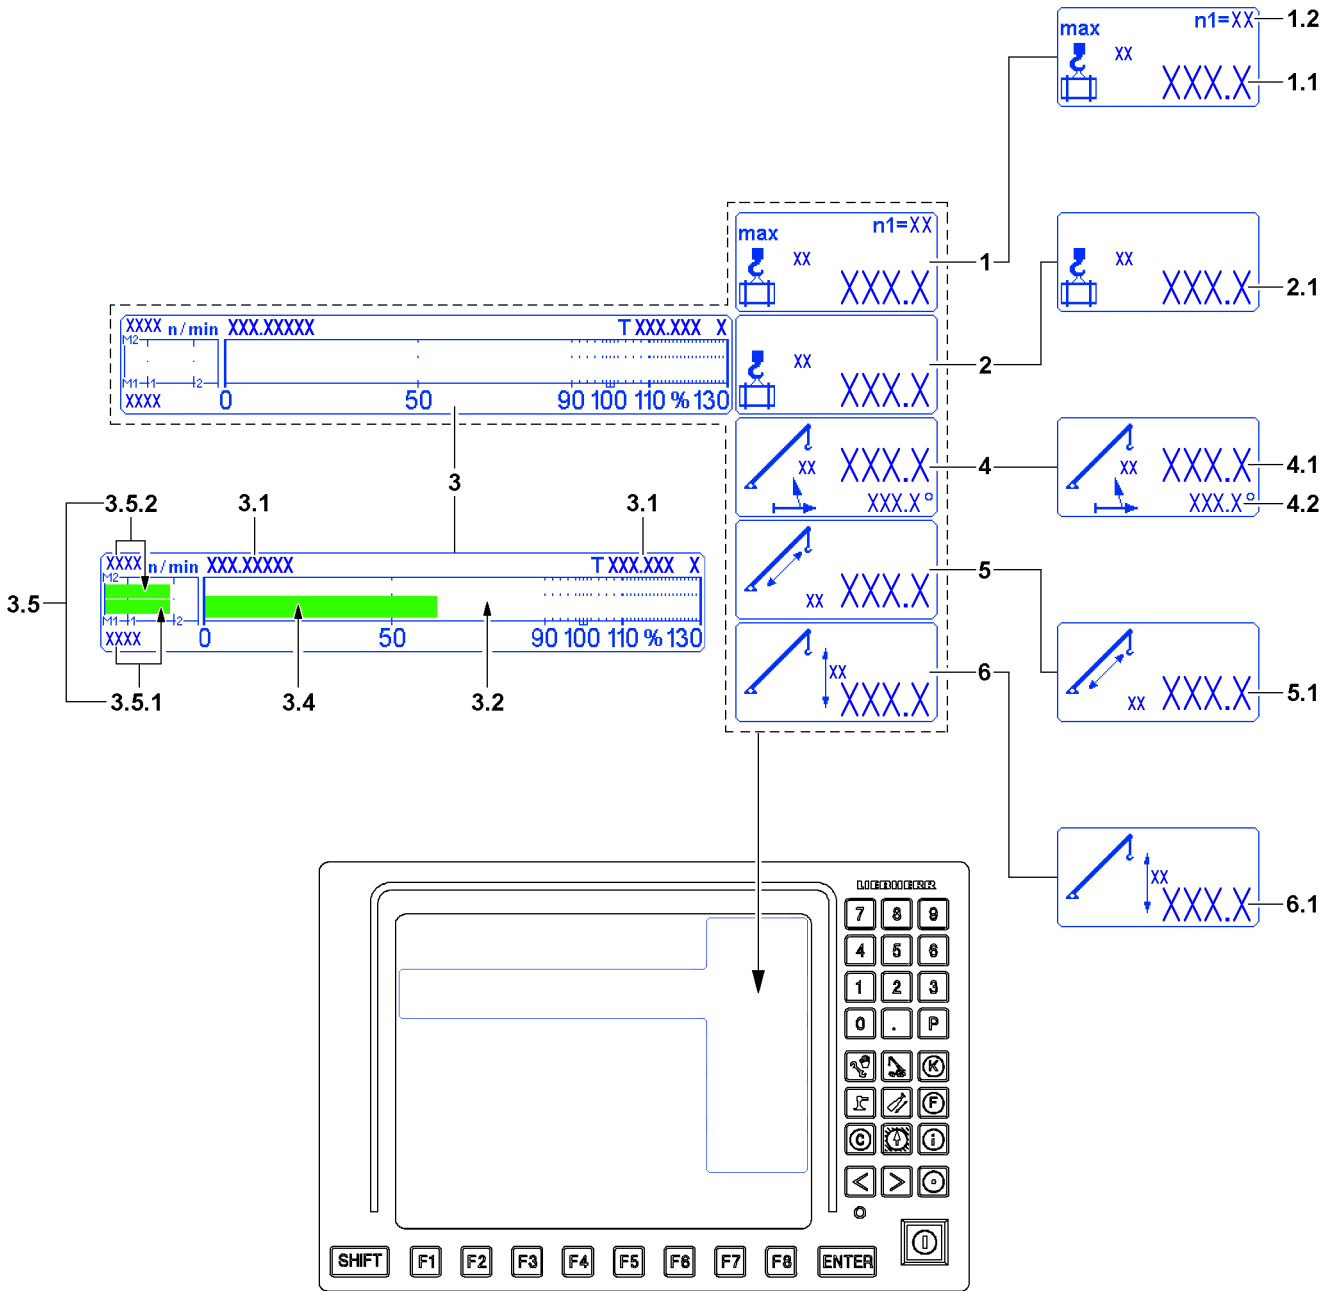 n1=XX 1.2
max
XX
XXX.X 1.1
n1=XX
max
XX 1
XXX.X
XX
XXX.X 2.1
XXXX n/min XXX.XXXXX T XXX.XXX X
M2
M1 1 2
XXXX 0 50 90 100 110 % 130
XX 2
XXX.X
XX XXX.X 4
XXX.X°
XX XXX.X 4.1
XXX.X° 4.2
3
3.5.2 3.1 3.1
XXXX n/min XXX.XXXXX T XXX.XXX X
M2
3.5
M1 1 2
XXXX 0 50 90 100 110 % 130
3.5.1 3.4 3.2
XXX.X 5
XX
XX 6
XXX.X
XX XXX.X 5.1
XX
XXX.X 6.1
LIEBHERR
7 8 9
4 5 6
1 2 3
0 . P
K
F
C i
< >
SHIFT F1 F2 F3 F4 F5 F6 F7 F8 ENTER